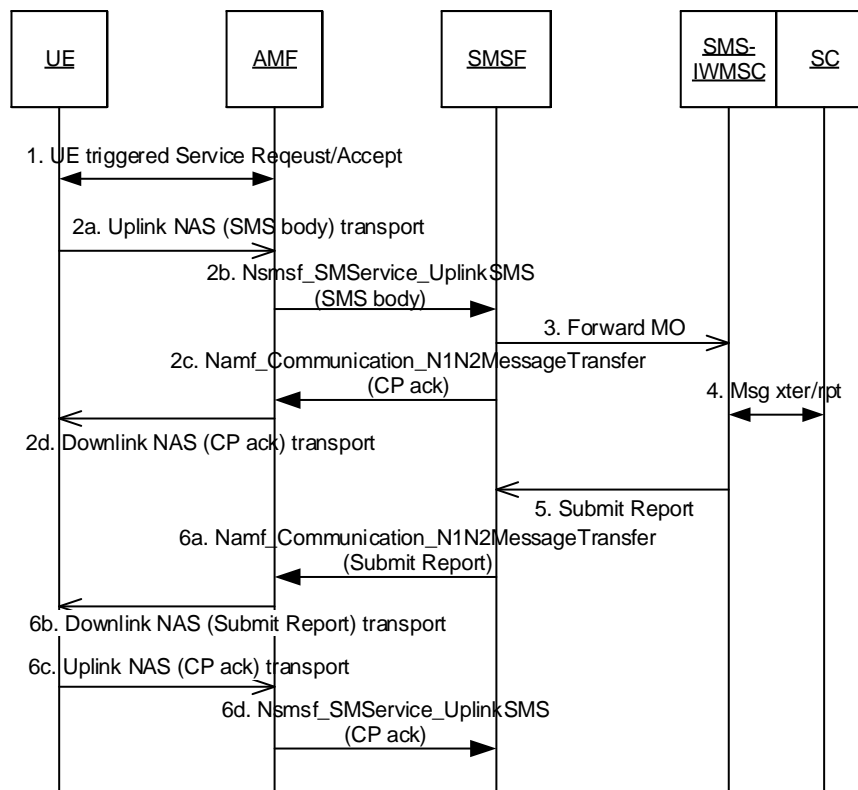 UE
AMF
SMSF
SMS-
IWMSC
SC
1. UE triggered Service Reqeust/Accept
2a. Uplink NAS (SMS body) transport
2b. Nsmsf_SMService_UplinkSMS
(SMS body)
3. Forward MO
2c. Namf_Communication_N1N2MessageTransfer
(CP ack)
4. Msg xter/rpt
2d. Downlink NAS (CP ack) transport
5. Submit Report
6a. Namf_Communication_N1N2MessageTransfer
(Submit Report)
6b. Downlink NAS (Submit Report) transport
6c. Uplink NAS (CP ack) transport
6d. Nsmsf_SMService_UplinkSMS
(CP ack)